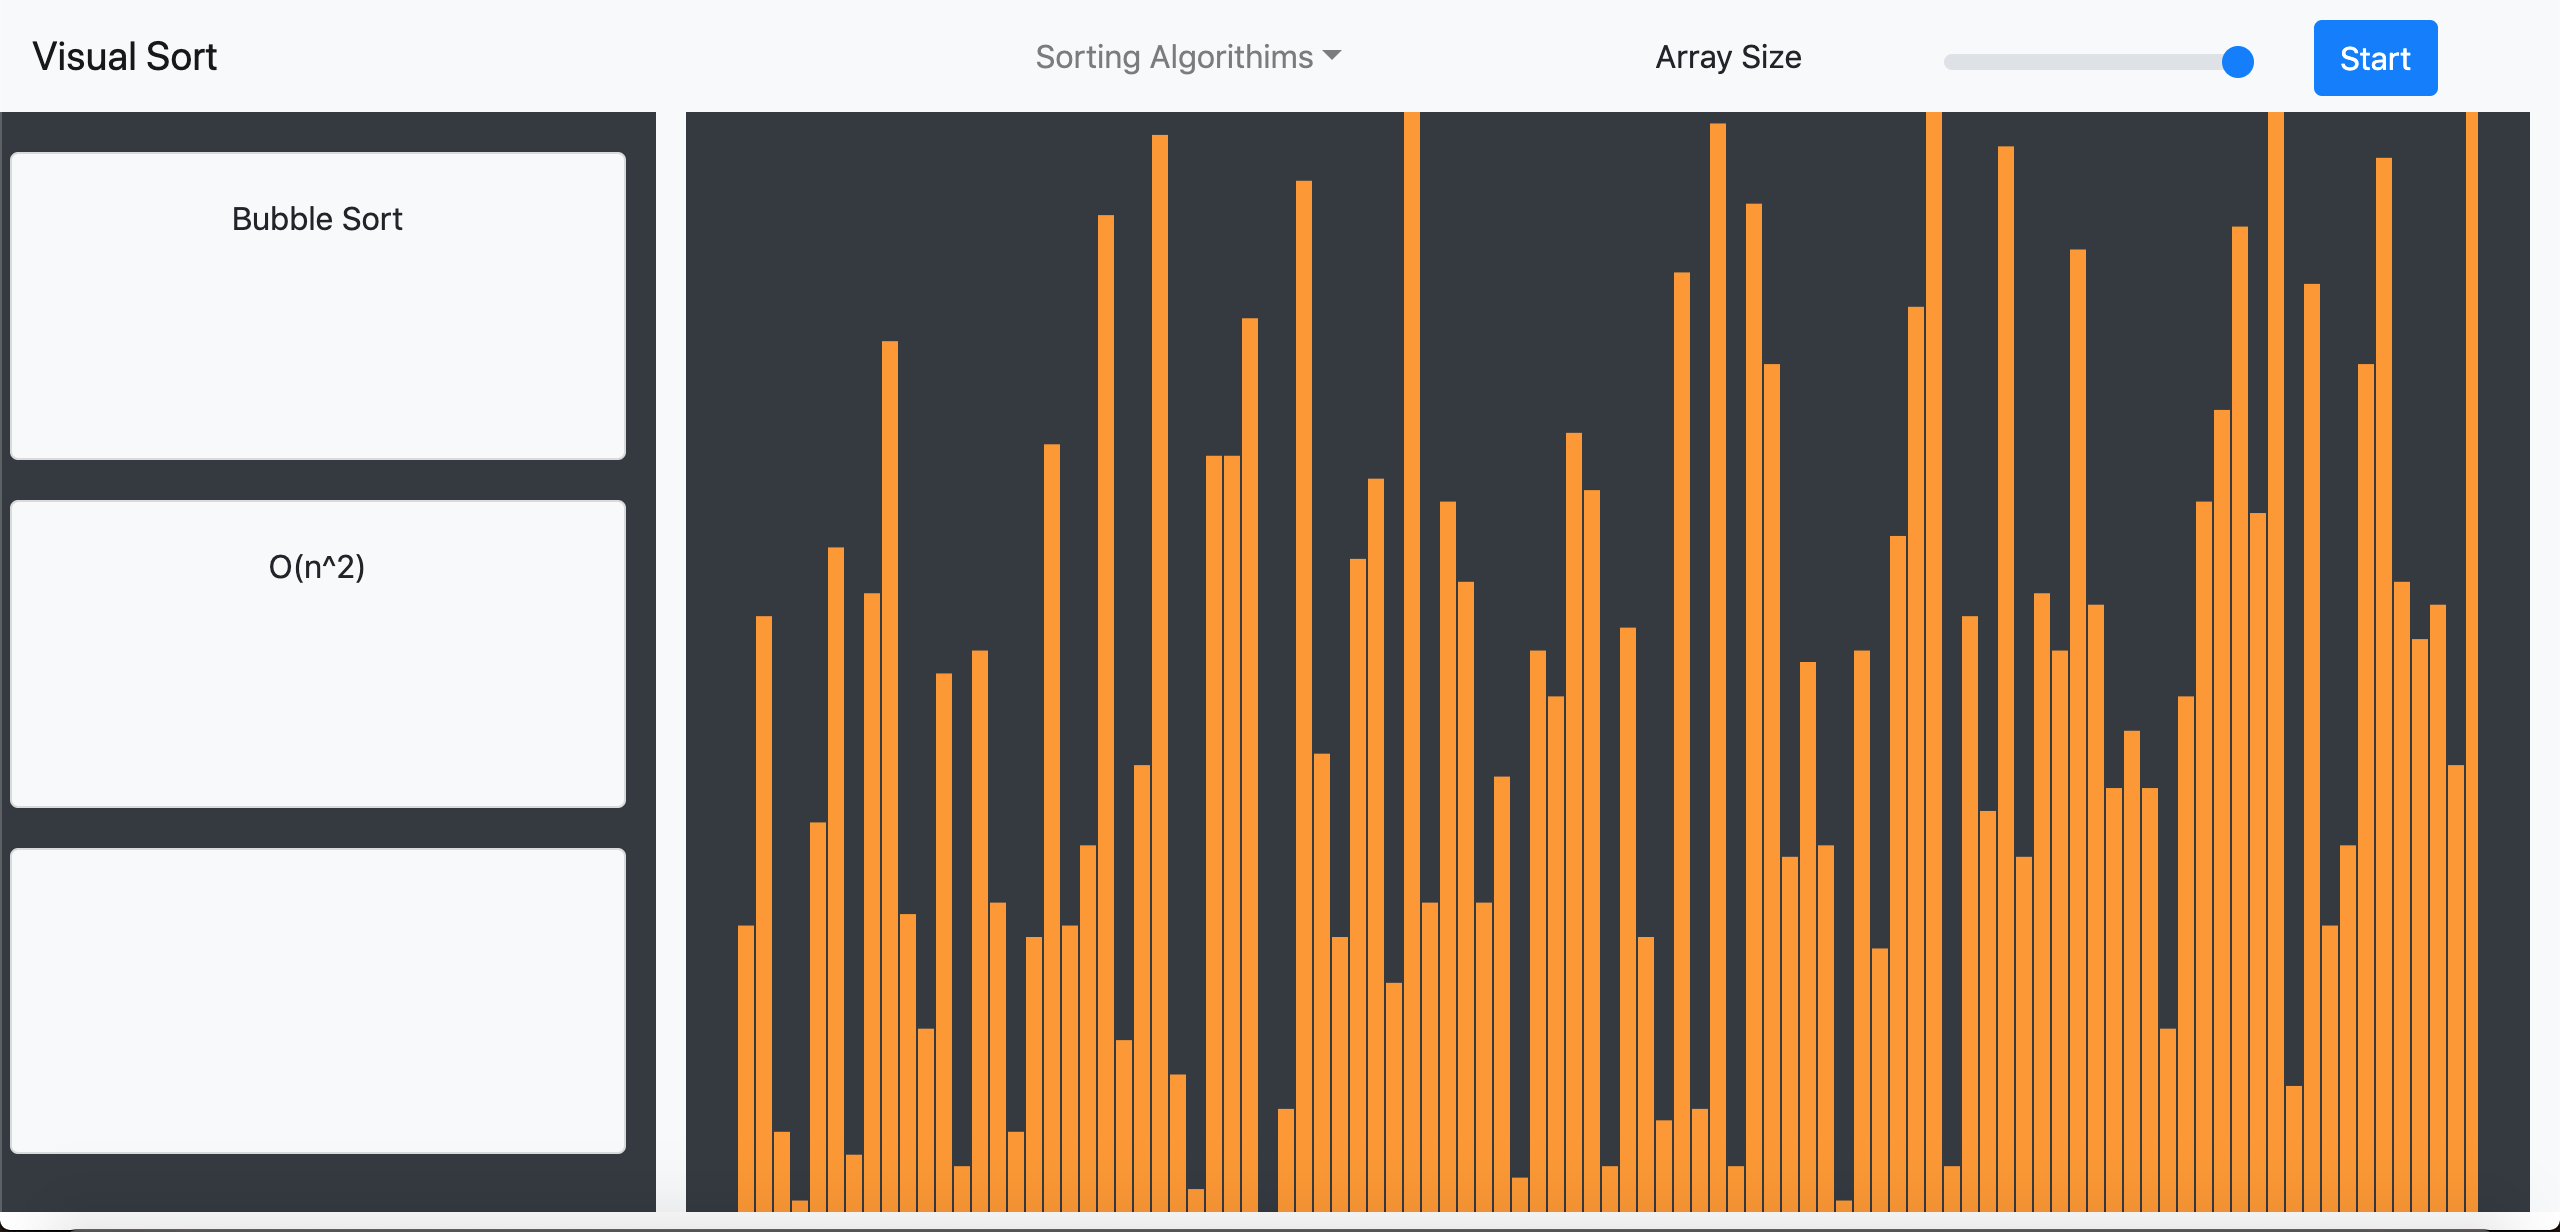 Visual Sort
Sorting Algorithims
Array Size
Start
Bubble Sort
O(n^2)